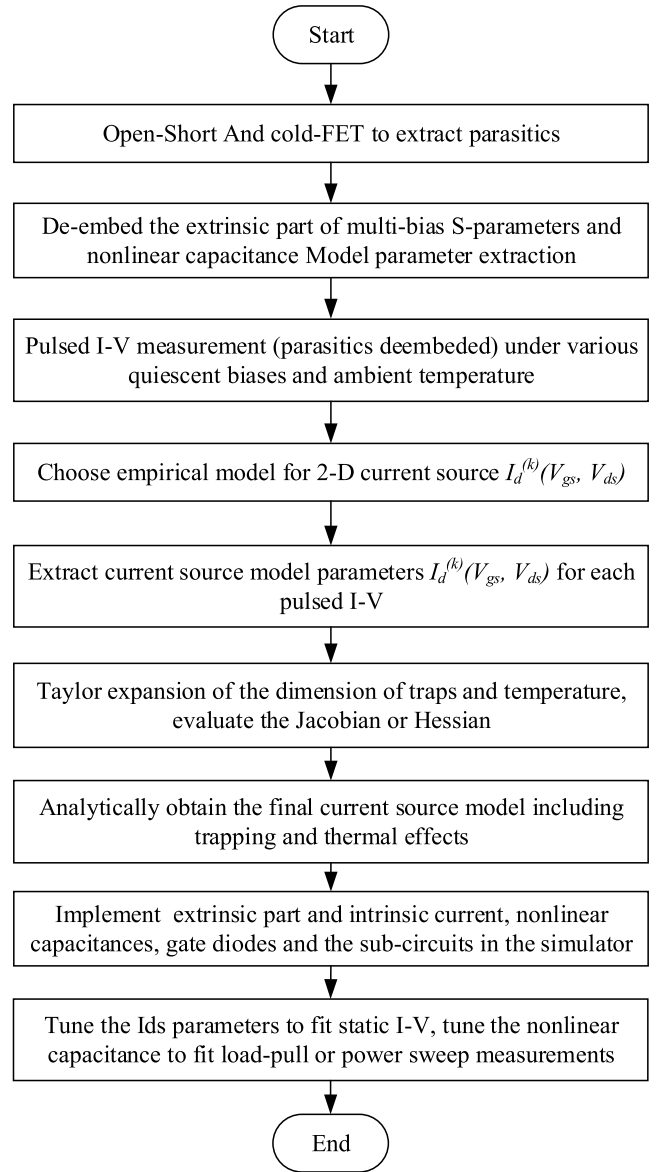 Start
Open-Short And cold-FET to extract parasitics
De-embed the extrinsic part of multi-bias S-parameters and
nonlinear capacitance Model parameter extraction
Pulsed I-V measurement (parasitics deembeded) under various
quiescent biases and ambient temperature
Choose empirical model for 2-D current source I_d^(k)(V_gs, V_ds)
Extract current source model parameters I_d^(k)(V_gs, V_ds) for each
pulsed I-V
Taylor expansion of the dimension of traps and temperature,
evaluate the Jacobian or Hessian
Analytically obtain the final current source model including
trapping and thermal effects
Implement extrinsic part and intrinsic current, nonlinear
capacitances, gate diodes and the sub-circuits in the simulator
Tune the Ids parameters to fit static I-V, tune the nonlinear
capacitance to fit load-pull or power sweep measurements
End